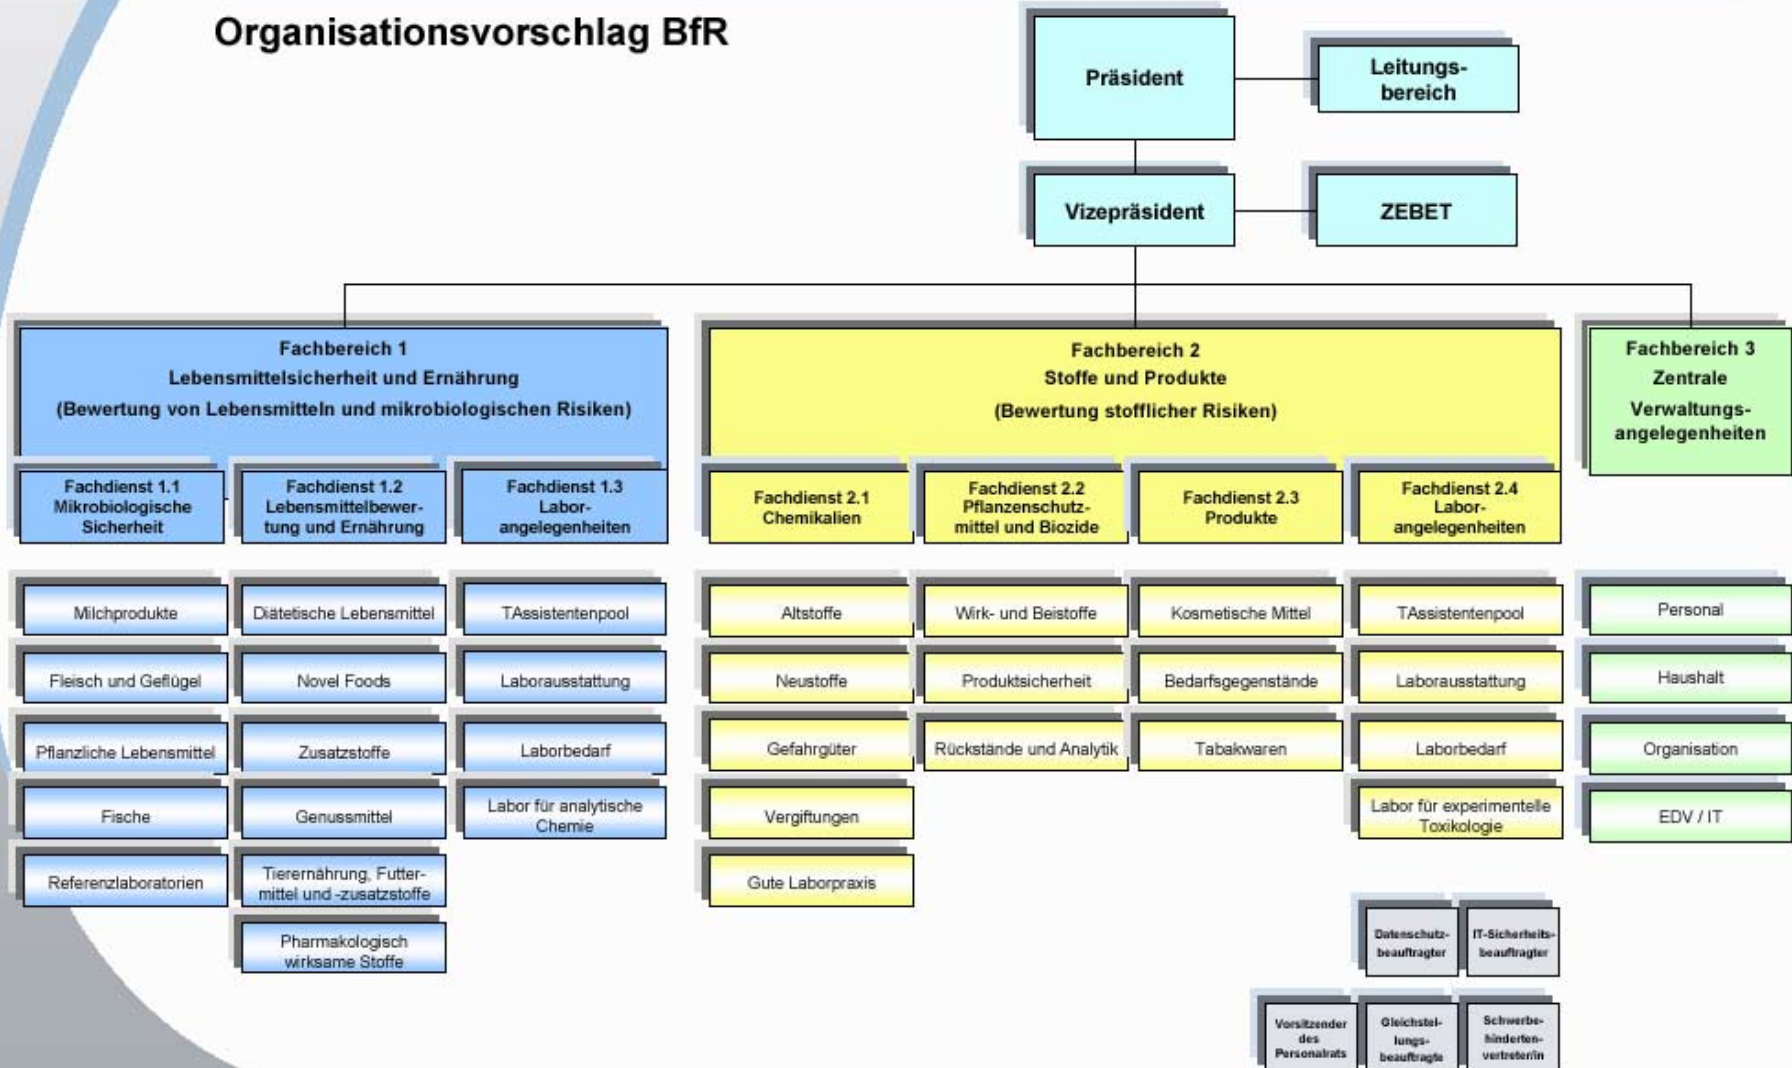 Organisationsvorschlag BfR
Präsident
Leitungs-
bereich
Vizepräsident
ZEBET
Fachbereich 1
Lebensmittelsicherheit und Ernährung
(Bewertung von Lebensmitteln und mikrobiologischen Risiken)
Fachdienst 1.1
Mikrobiologische
Sicherheit
Fachdienst 1.2
Lebensmittelbewer-
tung und Ernährung
Fachdienst 1.3
Labor-
angelegenheiten
Milchprodukte
Fleisch und Geflügel
Pflanzliche Lebensmittel
Fische
Referenzlaboratorien
Diätetische Lebensmittel
Novel Foods
Zusatzstoffe
Genussmittel
Tierernährung, Futter-
mittel und -zusatzstoffe
Pharmakologisch
wirksame Stoffe
TAssistentenpool
Laborausstattung
Laborbedarf
Labor für analytische
Chemie
Fachbereich 2
Stoffe und Produkte
(Bewertung stofflicher Risiken)
Fachdienst 2.1
Chemikalien
Fachdienst 2.2
Pflanzenschutz-
mittel und Biozide
Fachdienst 2.3
Produkte
Fachdienst 2.4
Labor-
angelegenheiten
Altstoffe
Neustoffe
Gefahrgüter
Vergiftungen
Gute Laborpraxis
Wirk- und Beistoffe
Produktsicherheit
Rückstände und Analytik
Kosmetische Mittel
Bedarfsgegenstände
Tabakwaren
TAssistentenpool
Laborausstattung
Laborbedarf
Labor für experimentelle
Toxikologie
Fachbereich 3
Zentrale
Verwaltungs-
angelegenheiten
Personal
Haushalt
Organisation
EDV / IT
Datenschutz-
beauftragter
IT-Sicherheits-
beauftragter
Vorsitzender
des
Personalrats
Gleichstel-
lungs-
beauftragte
Schwerbe-
hinderten-
vertreter/in